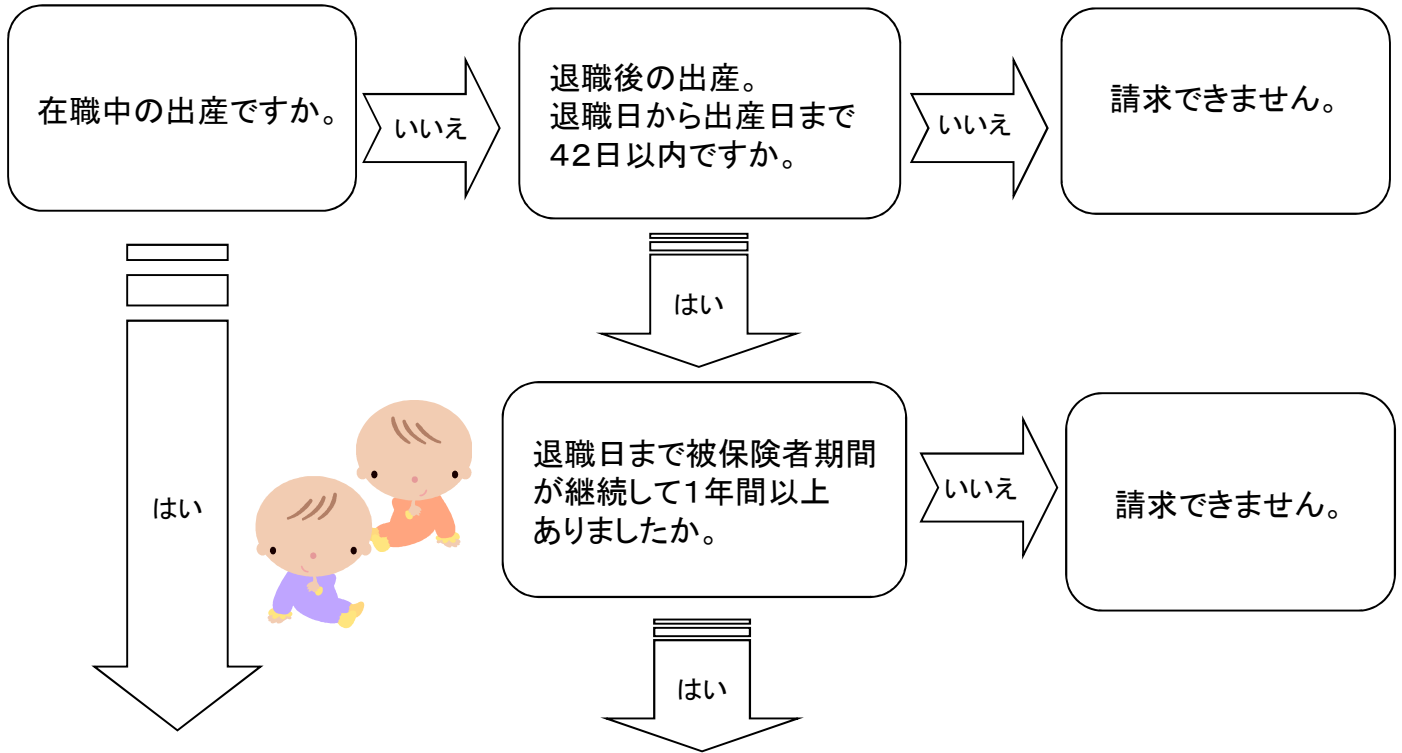 在職中の出産ですか。
いいえ
退職後の出産。
退職日から出産日まで
４２日以内ですか。
いいえ
請求できません。
はい
はい
退職日まで被保険者期間
が継続して１年間以上
ありましたか。
いいえ
請求できません。
はい